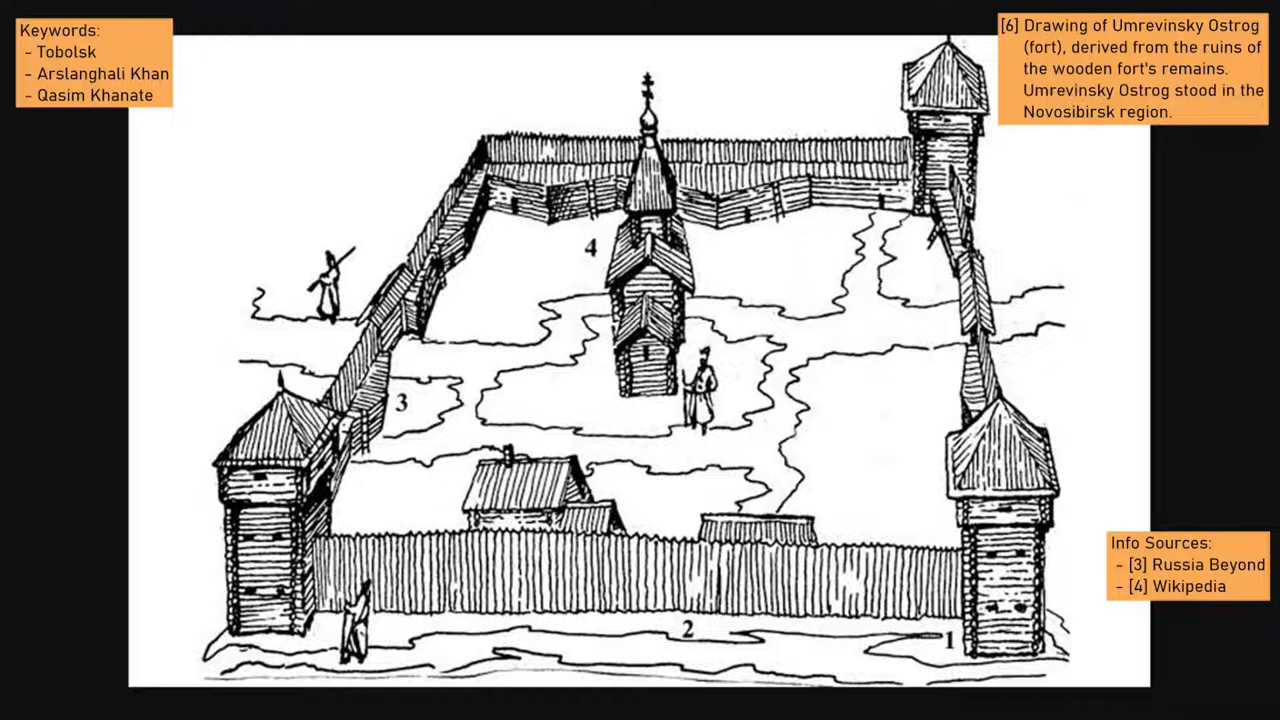 Keywords:
- Tobolsk
- Arslanghali Khan
- Qasim Khanate
[6] Drawing of Umrevinsky Ostrog
(fort), derived from the ruins of
the wooden fort's remains.
Umrevinsky Ostrog stood in the
Novosibirsk region.
4
3
2
1
Info Sources:
- [3] Russia Beyond
- [4] Wikipedia